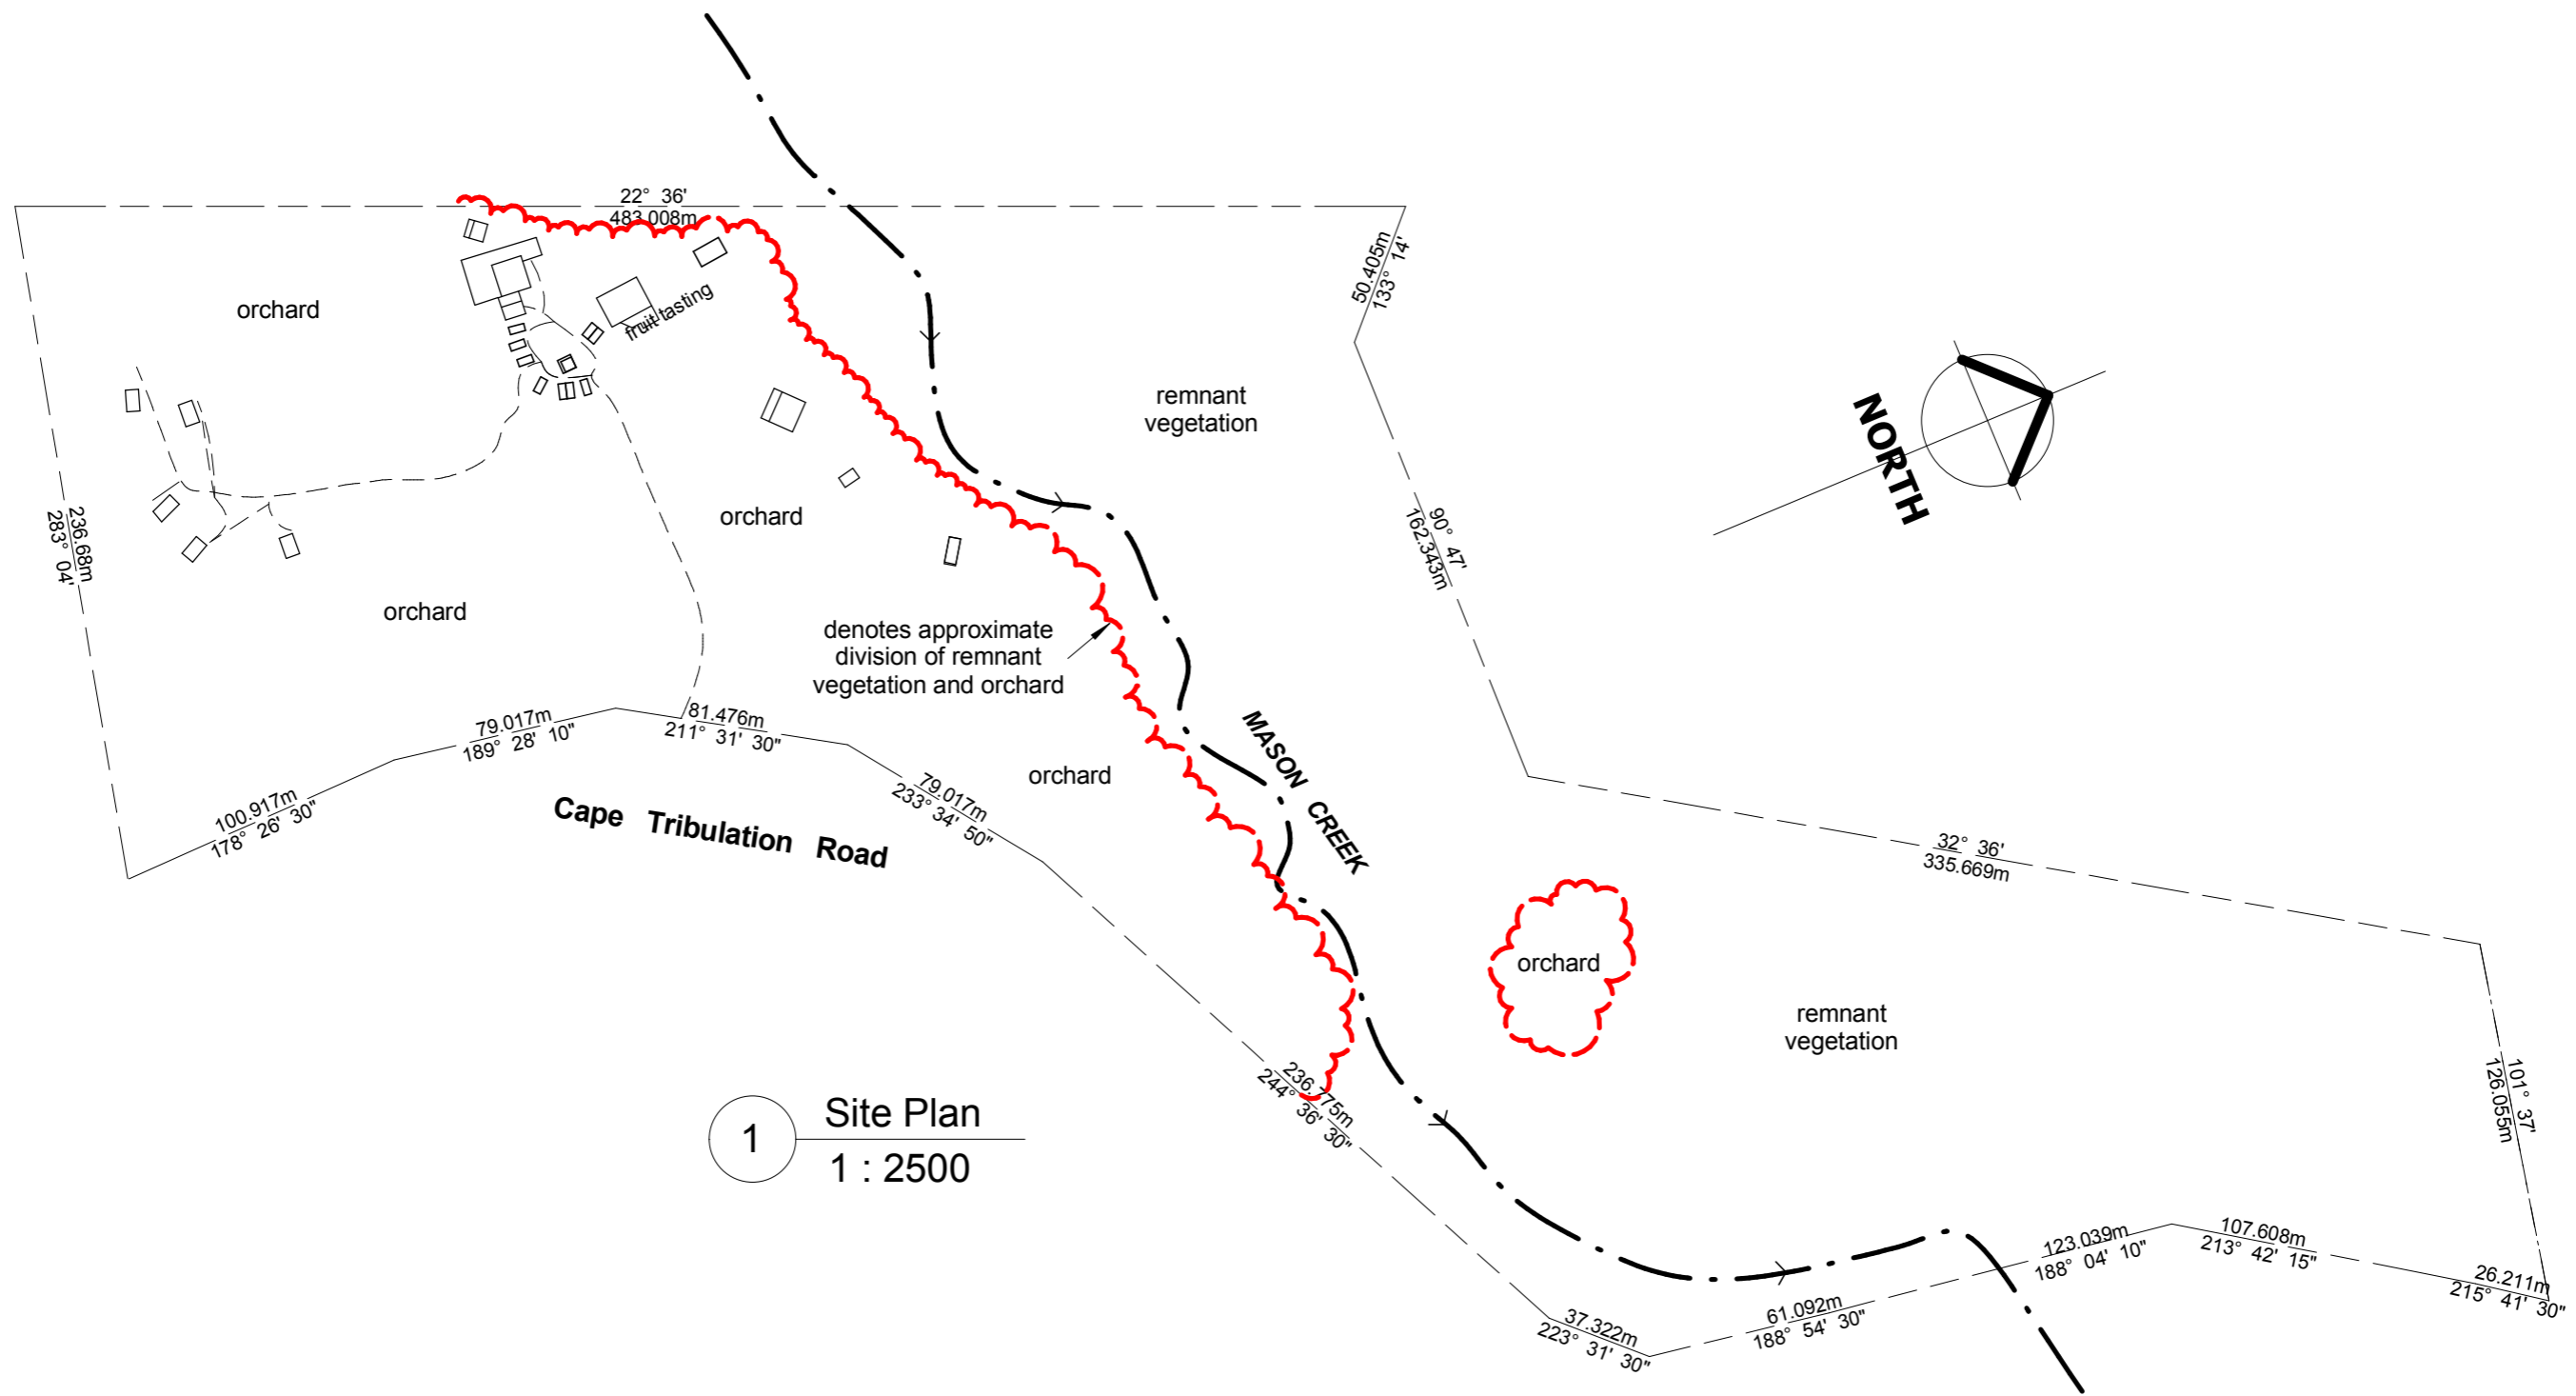 22° 36'
483.008m
50.405m
133° 14'
orchard
fruit tasting
remnant
vegetation
NORTH
90° 47'
162.343m
236.68m
283° 04'
orchard
orchard
denotes approximate
division of remnant
vegetation and orchard
79.017m
189° 28' 10"
81.476m
211° 31' 30"
79.017m
233° 34' 50"
100.917m
178° 26' 30"
Cape Tribulation Road
orchard
MASON CREEK
32° 36'
335.669m
orchard
remnant
vegetation
236.775m
244° 36' 30"
101° 37'
126.055m
1
Site Plan
1 : 2500
37.322m
223° 31' 30"
61.092m
188° 54' 30"
123.039m
188° 04' 10"
107.608m
213° 42' 15"
26.211m
215° 41' 30"